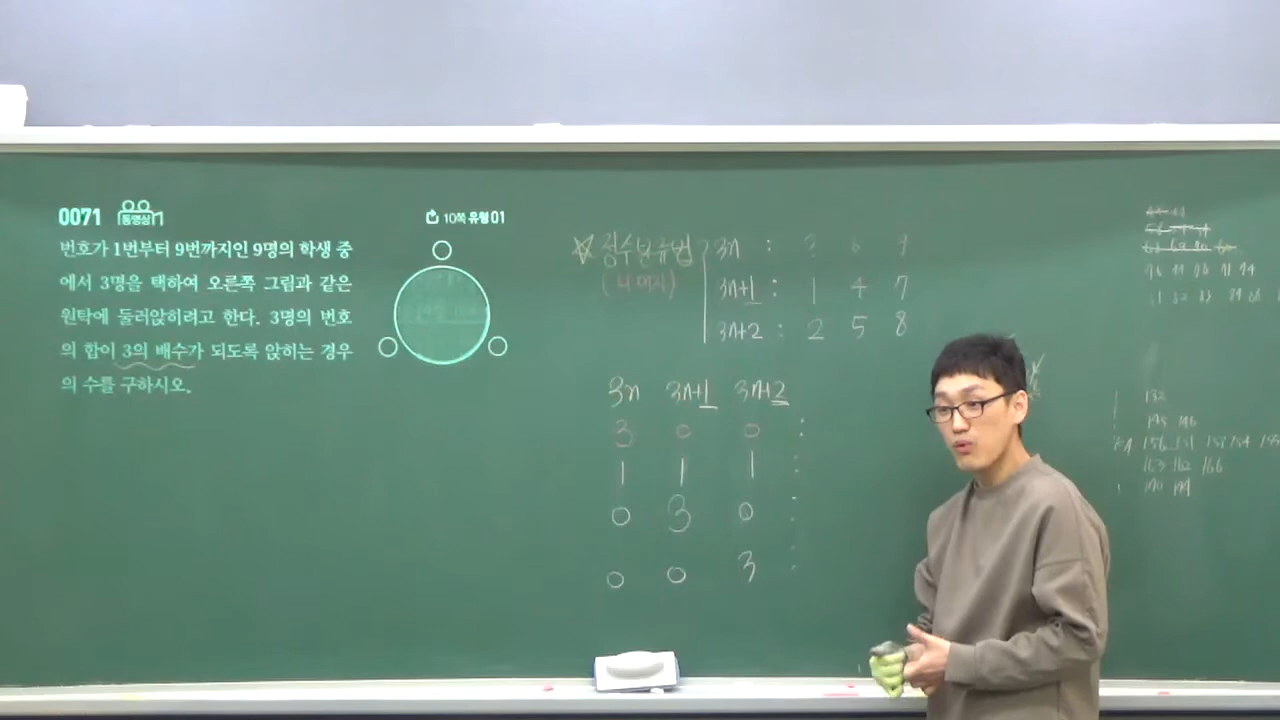 0071 동영상
10쪽 유형 01
번호가 1번부터 9번까지인 9명의 학생 중
에서 3명을 택하여 오른쪽 그림과 같은
원탁에 둘러앉히려고 한다. 3명의 번호
의 합이 3의 배수가 되도록 앉히는 경우
의 수를 구하시오.
☆ 정수분류법
(나머지)
3n : 3 6 9
3n+1 : 1 4 7
3n+2 : 2 5 8
3n 3n+1 3n+2
3 0 0 :
1 1 1 :
0 3 0 :
0 0 3 :
132
163 162 166